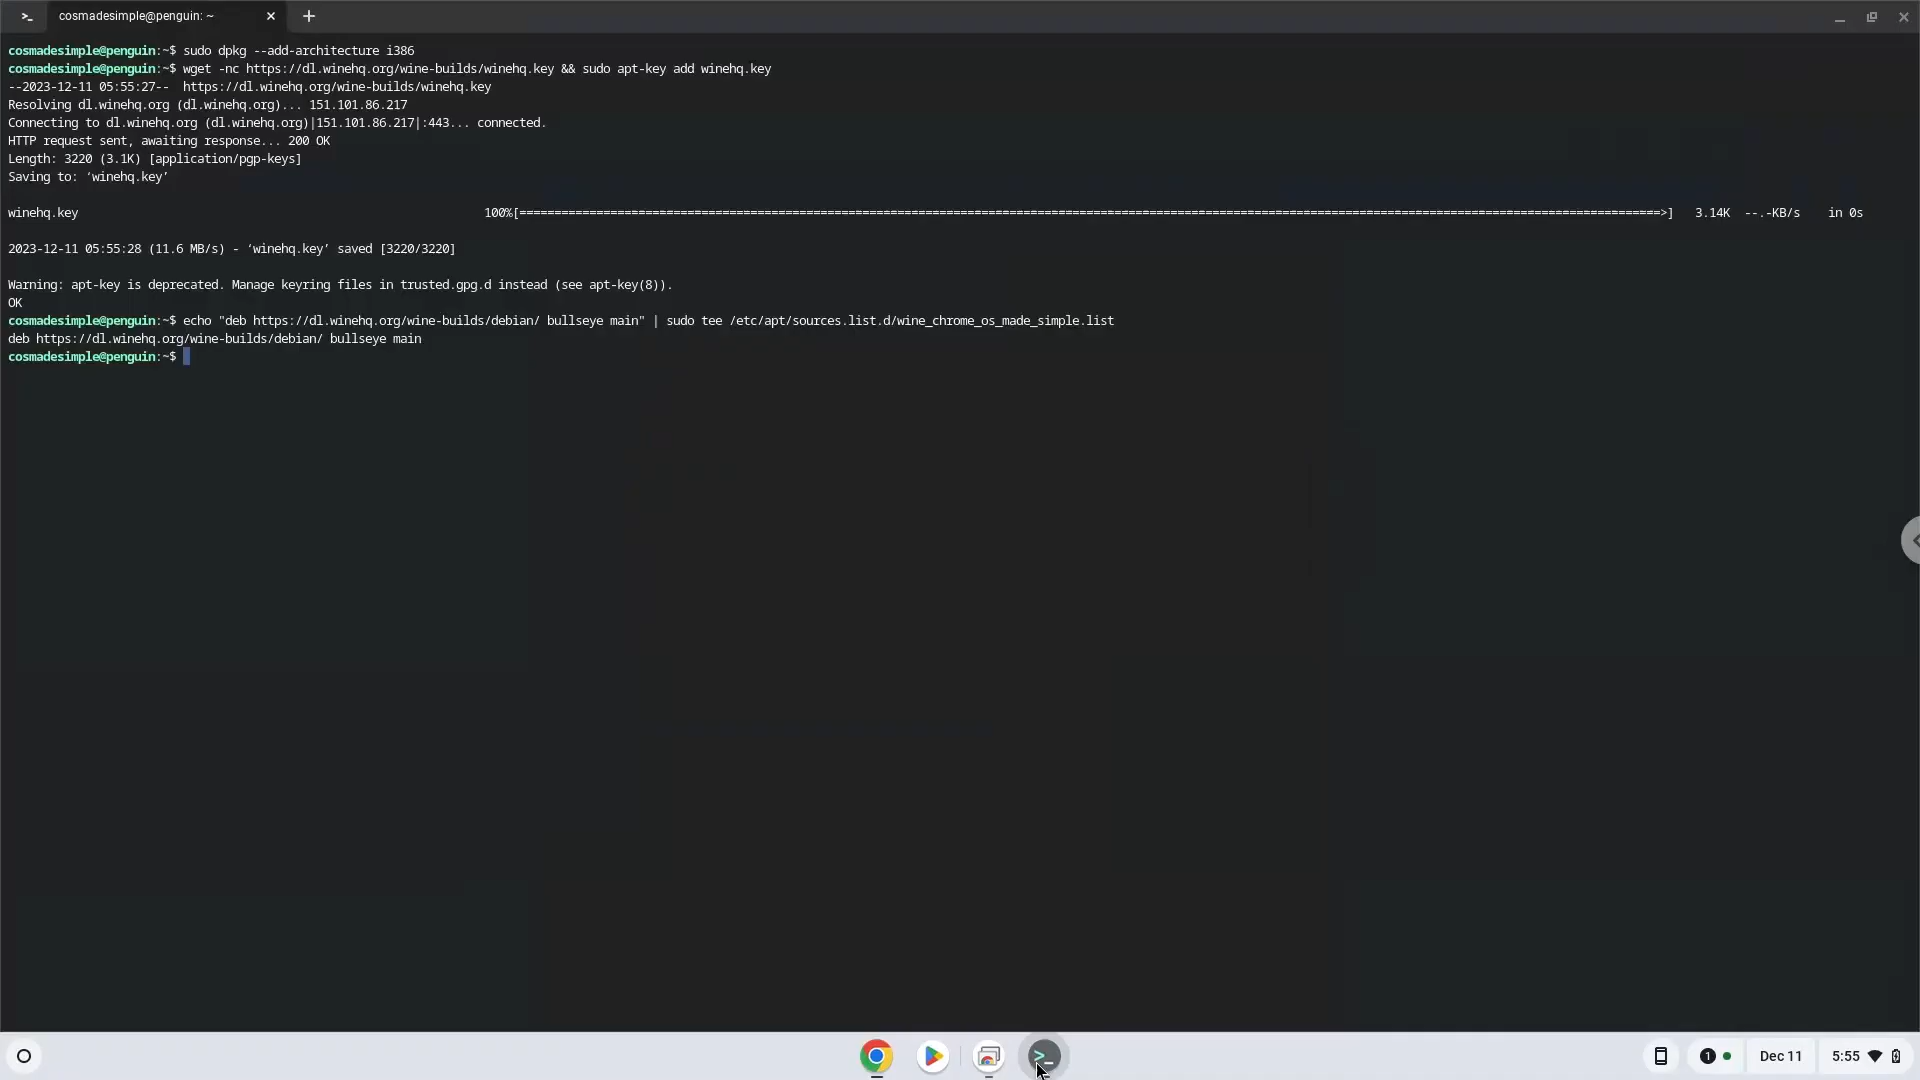 cosmadesimple@penguin: ~
cosmadesimple@penguin:~$ sudo dpkg --add-architecture i386
cosmadesimple@penguin:~$ wget -nc https://dl.winehq.org/wine-builds/winehq.key && sudo apt-key add winehq.key
--2023-12-11 05:55:27--  https://dl.winehq.org/wine-builds/winehq.key
Resolving dl.winehq.org (dl.winehq.org)... 151.101.86.217
Connecting to dl.winehq.org (dl.winehq.org)|151.101.86.217|:443... connected.
HTTP request sent, awaiting response... 200 OK
Length: 3220 (3.1K) [application/pgp-keys]
Saving to: ‘winehq.key’
winehq.key 100%[===================================================>] 3.14K --.-KB/s in 0s
2023-12-11 05:55:28 (11.6 MB/s) - ‘winehq.key’ saved [3220/3220]
Warning: apt-key is deprecated. Manage keyring files in trusted.gpg.d instead (see apt-key(8)).
OK
cosmadesimple@penguin:~$ echo "deb https://dl.winehq.org/wine-builds/debian/ bullseye main" | sudo tee /etc/apt/sources.list.d/wine_chrome_os_made_simple.list
deb https://dl.winehq.org/wine-builds/debian/ bullseye main
cosmadesimple@penguin:~$
1 Dec 11 5:55